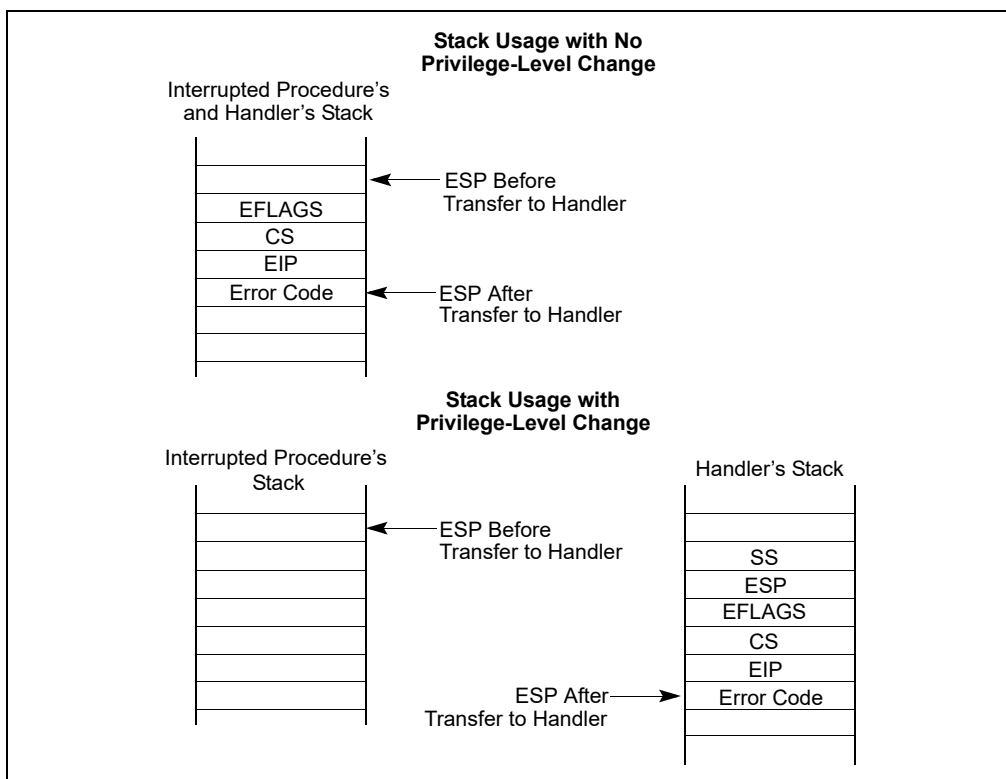 Stack Usage with No
Privilege-Level Change
Interrupted Procedure’s
and Handler’s Stack
ESP Before
Transfer to Handler
EFLAGS
CS
EIP
Error Code
ESP After
Transfer to Handler
Stack Usage with
Privilege-Level Change
Interrupted Procedure’s
Stack
Handler’s Stack
ESP Before
Transfer to Handler
SS
ESP
EFLAGS
CS
EIP
ESP After
Transfer to Handler
Error Code